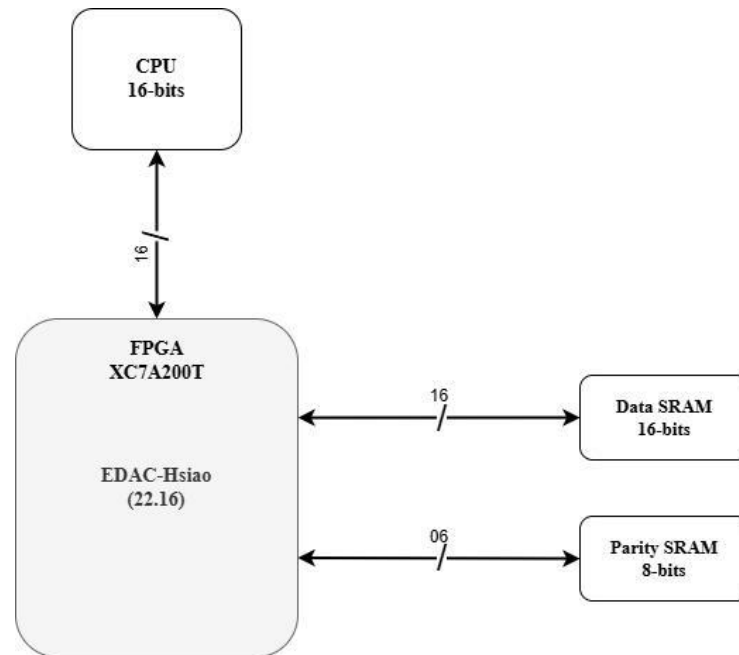 CPU
16-bits
16
FPGA
XC7A200T
EDAC-Hsiao
(22.16)
16
Data SRAM
16-bits
06
Parity SRAM
8-bits